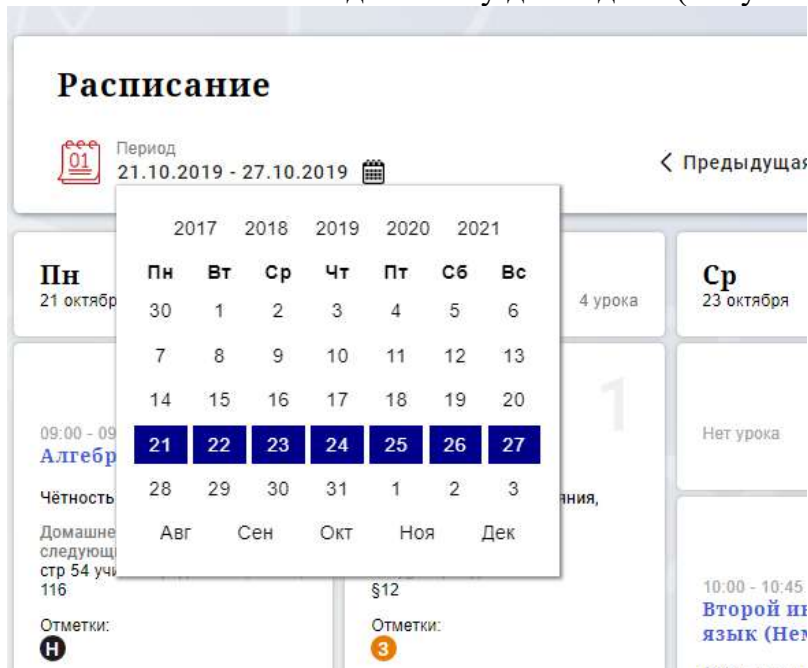 Расписание
01
Период
21.10.2019 - 27.10.2019
Предыдущая
2017 2018 2019 2020 2021
Пн Вт Ср Чт Пт Сб Вс
30 1 2 3 4 5 6
7 8 9 10 11 12 13
14 15 16 17 18 19 20
21 22 23 24 25 26 27
28 29 30 31 1 2 3
Авг Сен Окт Ноя Дек
Пн
21 октябр
09:00 - 09
Алгебр
Чётность
Домашне
следующ
стр 54 уч
116
Отметки:
Н
4 урока
1
ния,
§12
Отметки:
3
Ср
23 октября
Нет урока
10:00 - 10:45
Второй ин
язык (Нем